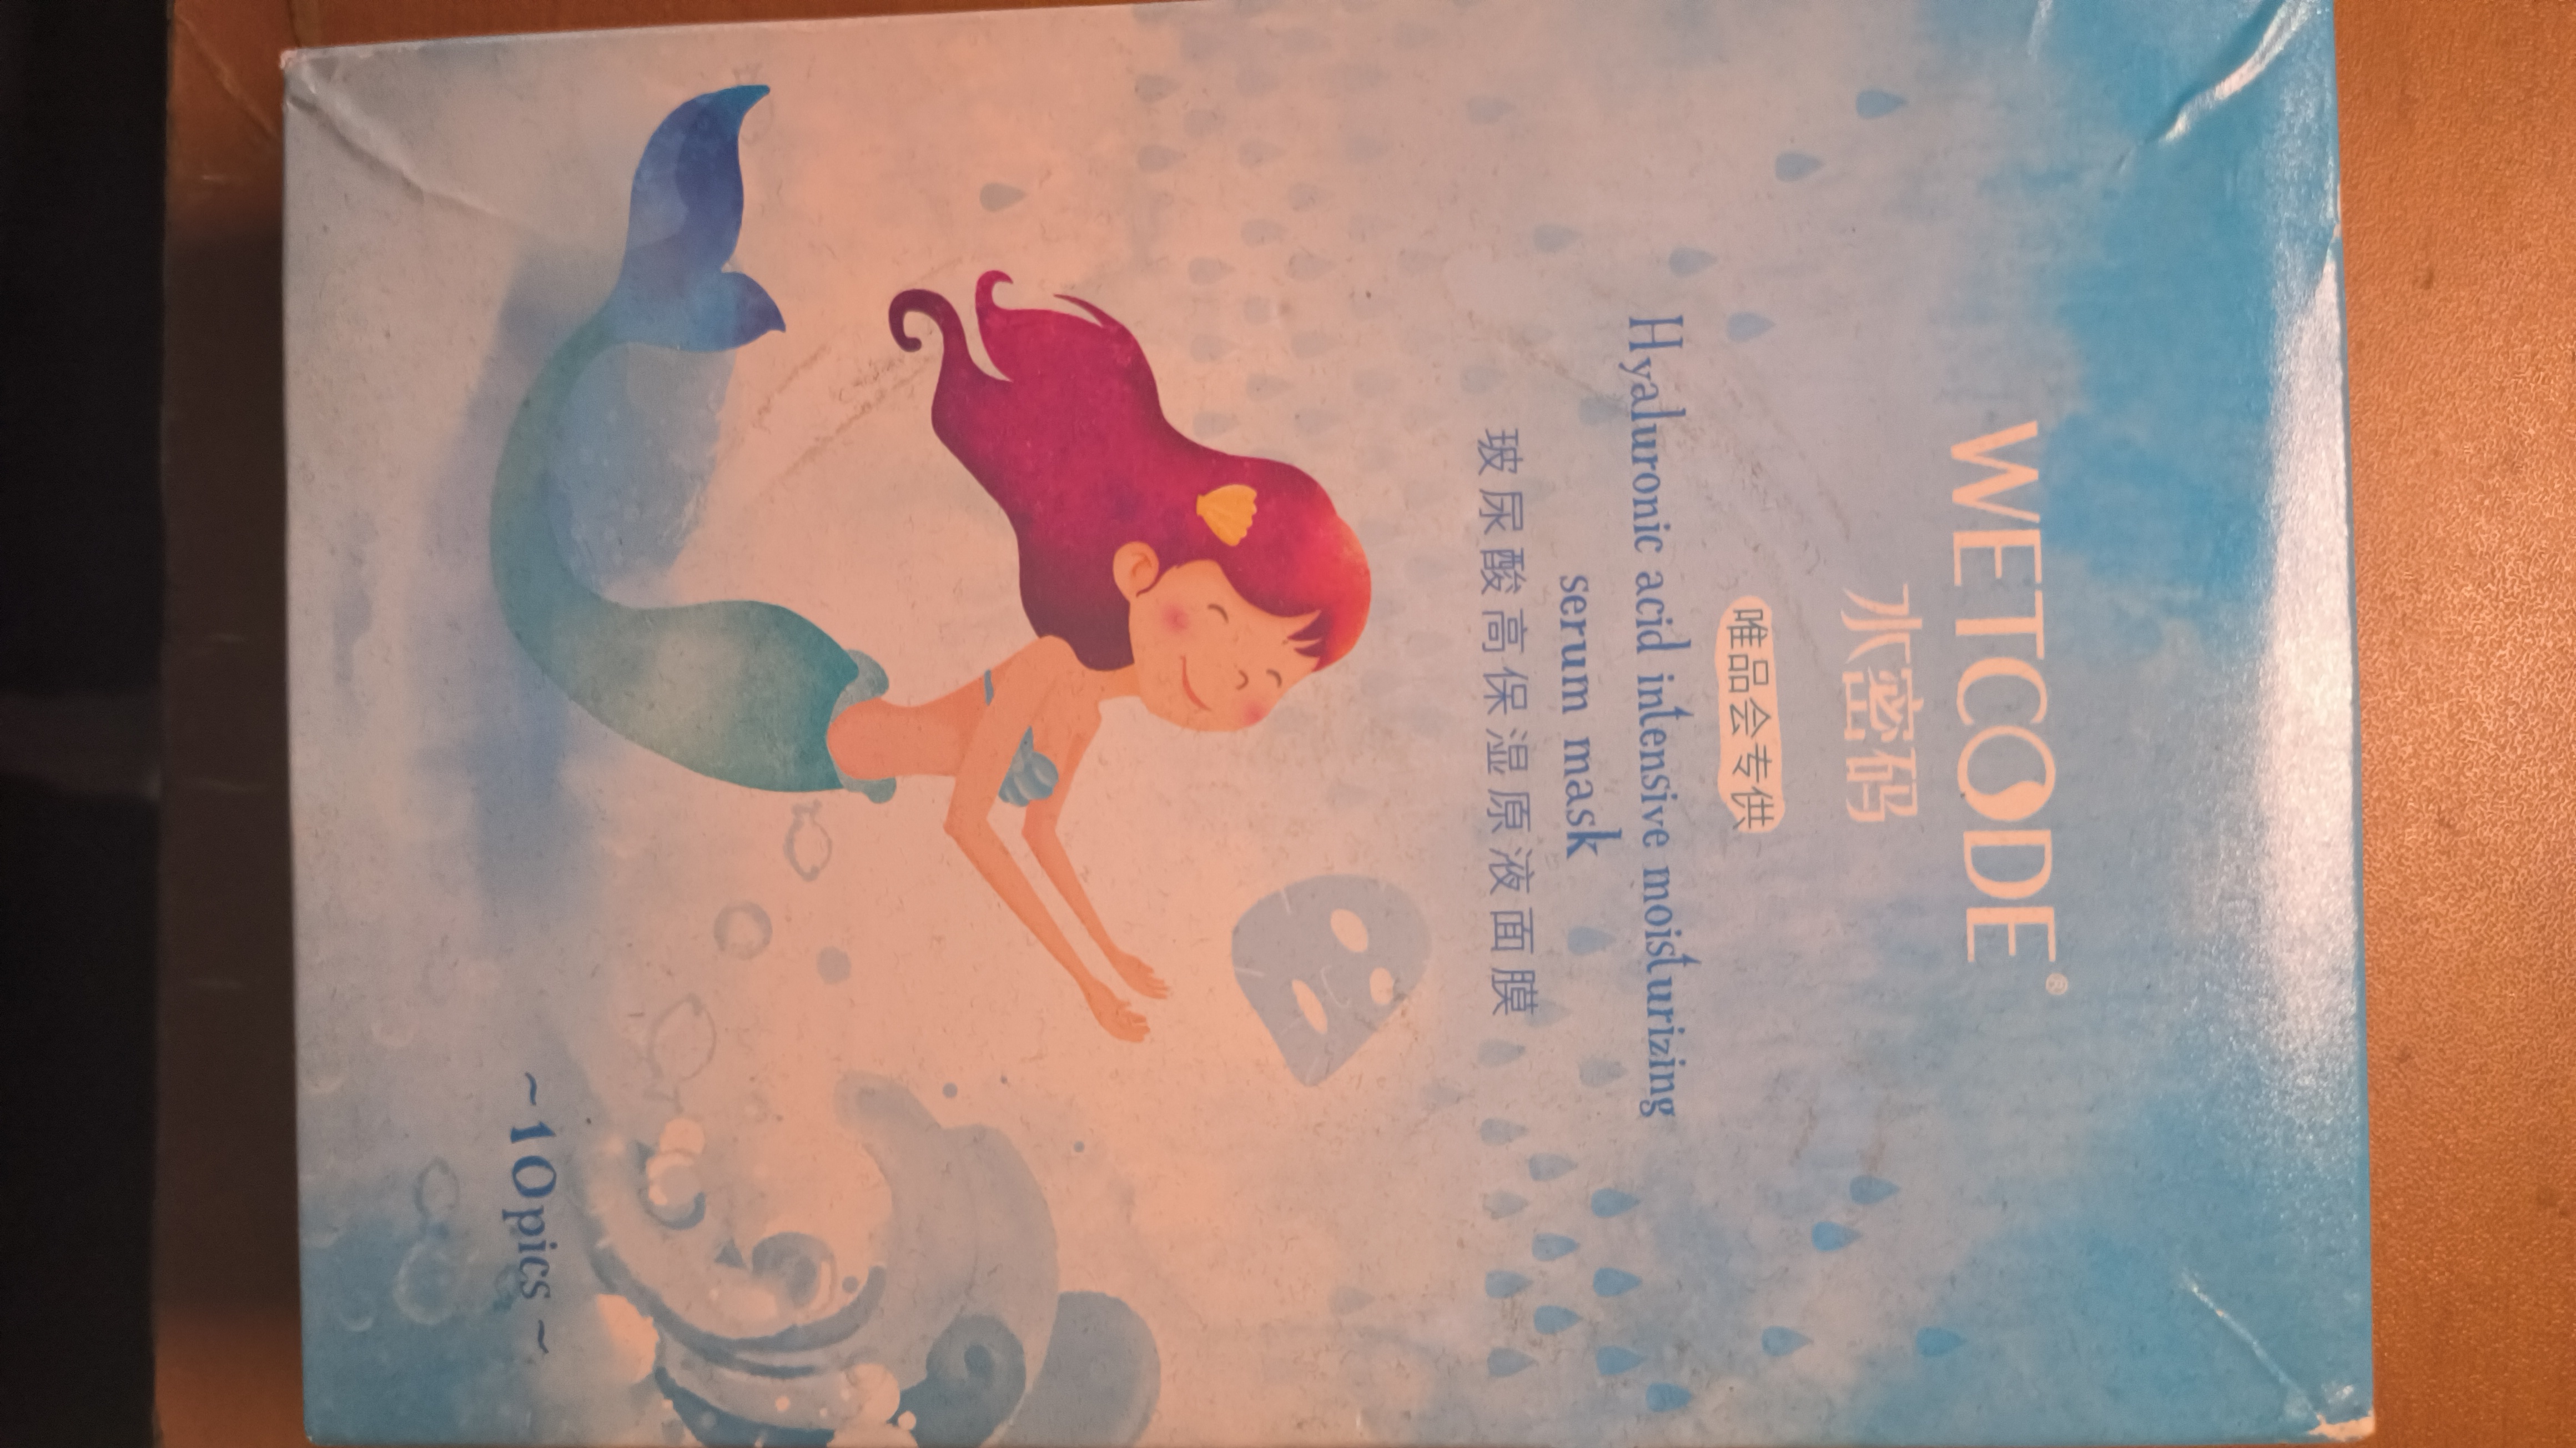 WETCODE®
水密码
唯品会专供
Hyaluronic acid intensive moisturizing
serum mask
玻尿酸高保湿原液面膜
~10pics~